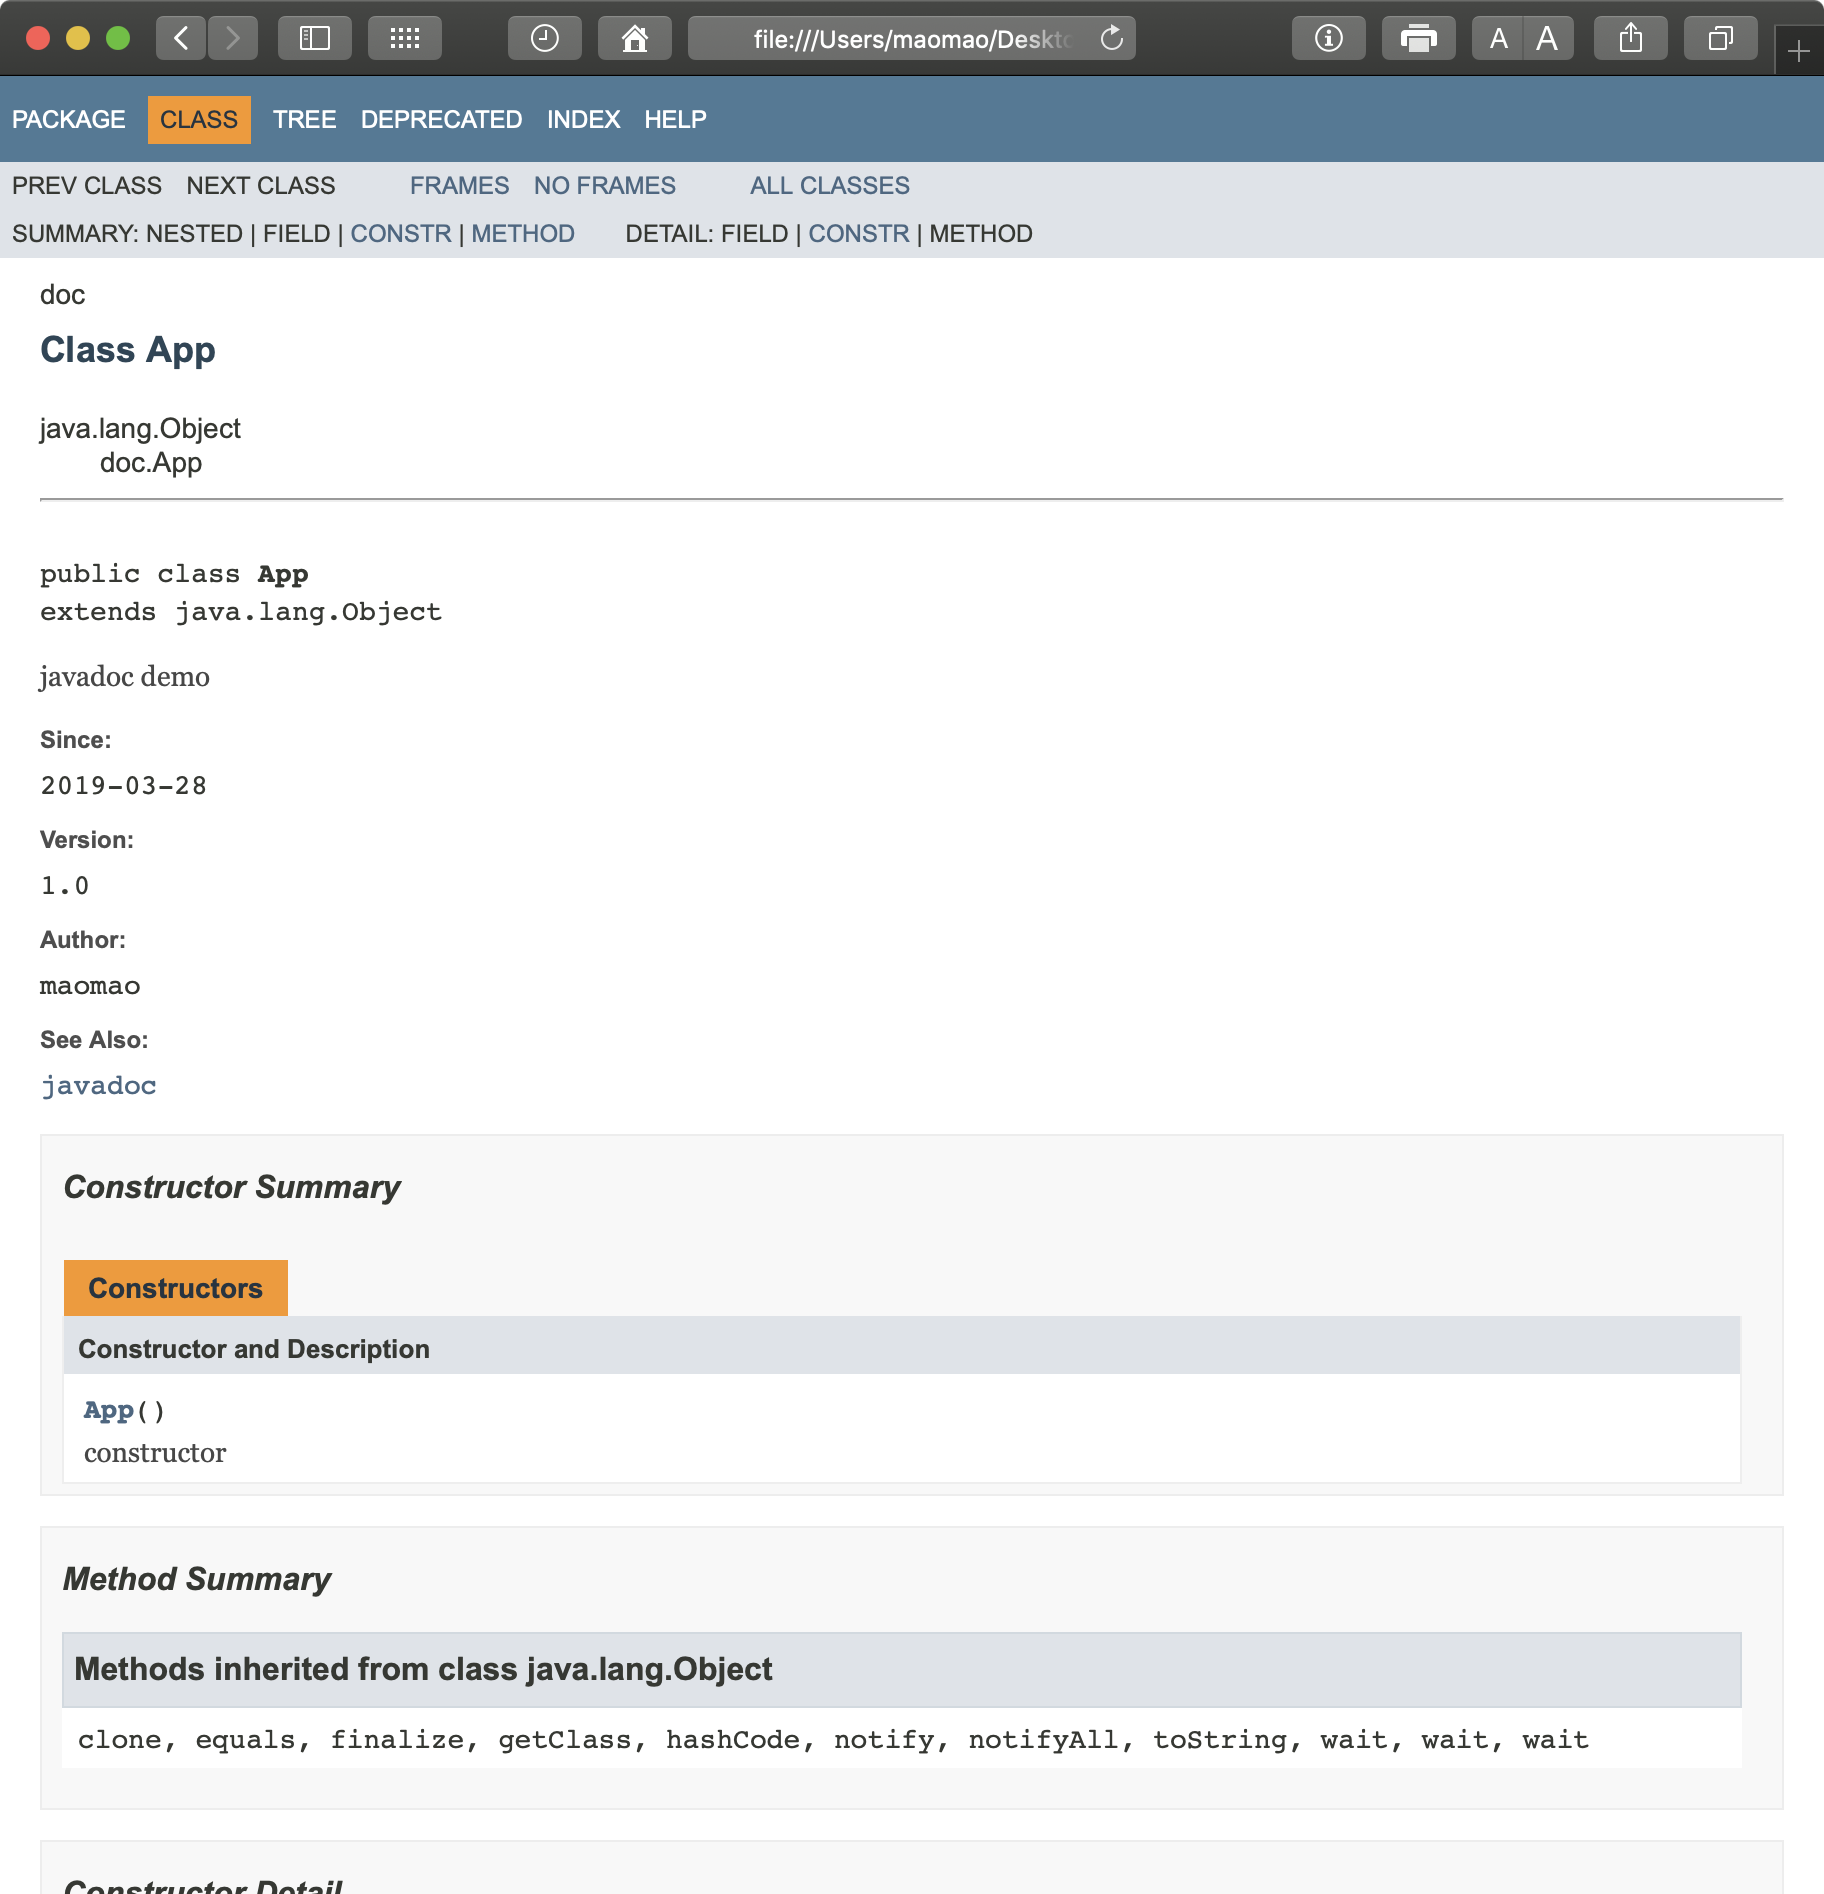 file:///Users/maomao/Deskto
A A
PACKAGE CLASS TREE DEPRECATED INDEX HELP
PREV CLASS NEXT CLASS FRAMES NO FRAMES ALL CLASSES
SUMMARY: NESTED | FIELD | CONSTR | METHOD DETAIL: FIELD | CONSTR | METHOD
doc
Class App
java.lang.Object
doc.App
public class App
extends java.lang.Object
javadoc demo
Since:
2019-03-28
Version:
1.0
Author:
maomao
See Also:
javadoc
Constructor Summary
Constructors
Constructor and Description
App()
constructor
Method Summary
Methods inherited from class java.lang.Object
clone, equals, finalize, getClass, hashCode, notify, notifyAll, toString, wait, wait, wait
Constructor Detail